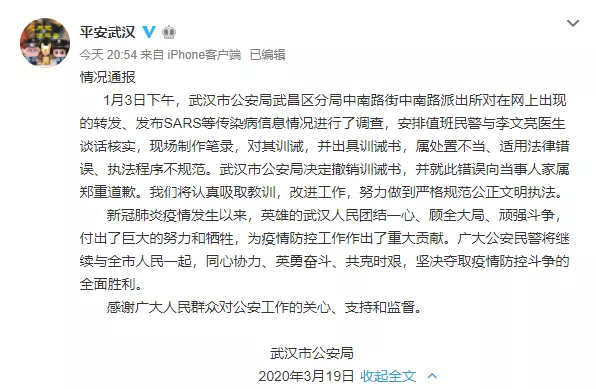 平安武汉
今天 20:54 来自 iPhone客户端 已编辑
情况通报
1月3日下午，武汉市公安局武昌区分局中南路街中南路派出所对在网上出现
的转发、发布SARS等传染病信息情况进行了调查，安排值班民警与李文亮医生
谈话核实，现场制作笔录，对其训诫，并出具训诫书，属处置不当、适用法律错
误、执法程序不规范。武汉市公安局决定撤销训诫书，并就此错误向当事人家属
郑重道歉。我们将认真吸取教训，改进工作，努力做到严格规范公正文明执法。
新冠肺炎疫情发生以来，英雄的武汉人民团结一心、顾全大局、顽强斗争，
付出了巨大的努力和牺牲，为疫情防控工作作出了重大贡献。广大公安民警将继
续与全市人民一起，同心协力、英勇奋斗、共克时艰，坚决夺取疫情防控斗争的
全面胜利。
感谢广大人民群众对公安工作的关心、支持和监督。
武汉市公安局
2020年3月19日 收起全文